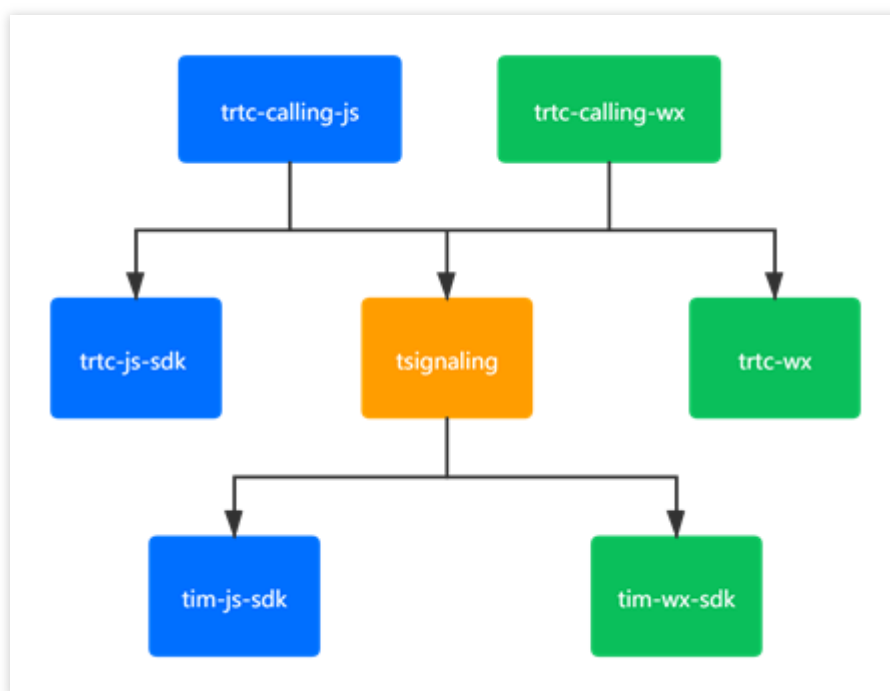 trtc-calling-js
trtc-calling-wx
trtc-js-sdk
tsignaling
trtc-wx
tim-js-sdk
tim-wx-sdk